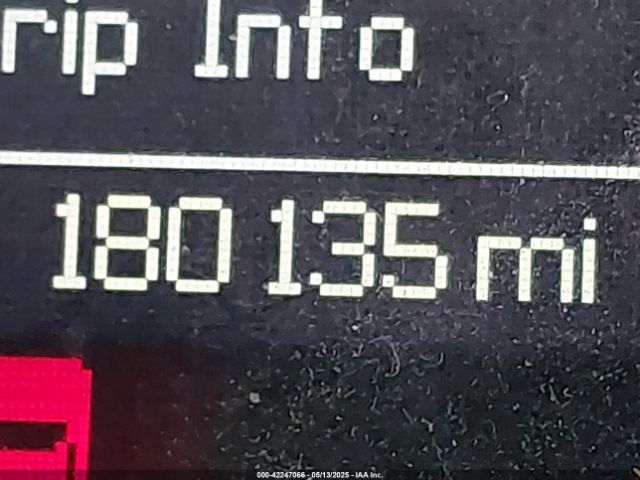 rip Info
180 135 mi
000-42247066 - 05/13/2025 - IAA Inc.